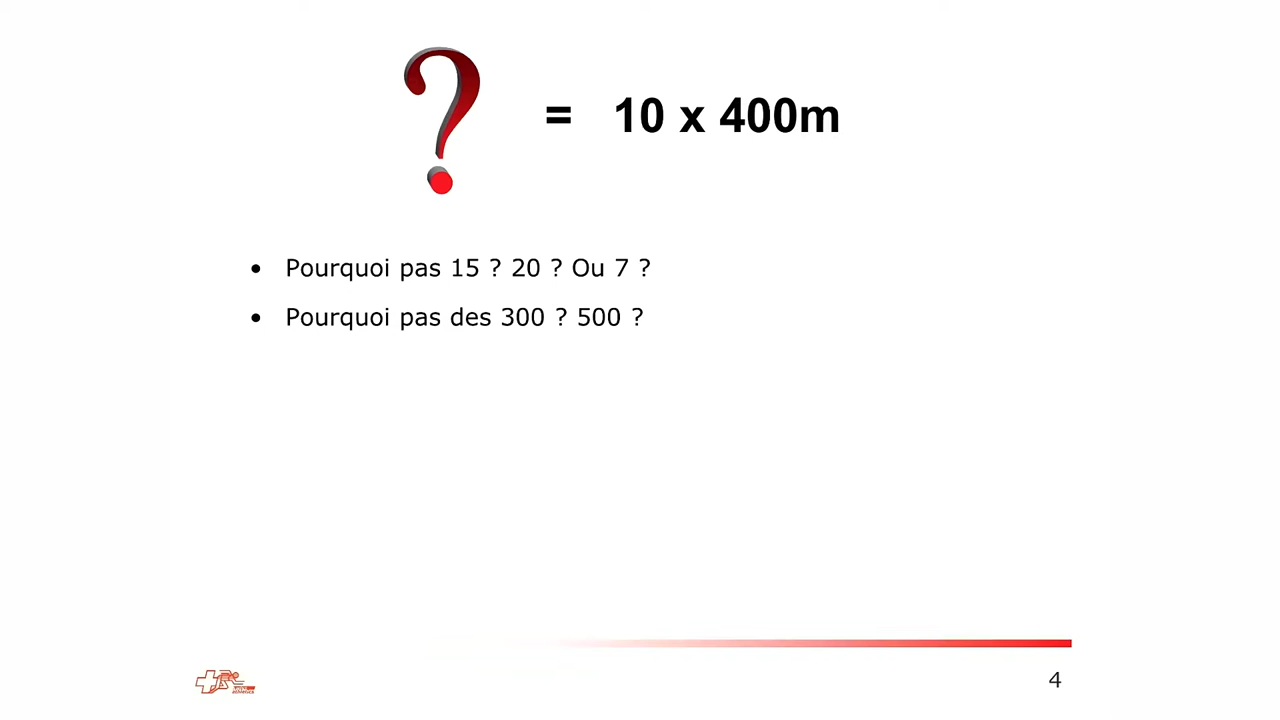 ? = 10 x 400m
• Pourquoi pas 15 ? 20 ? Ou 7 ?
• Pourquoi pas des 300 ? 500 ?
4